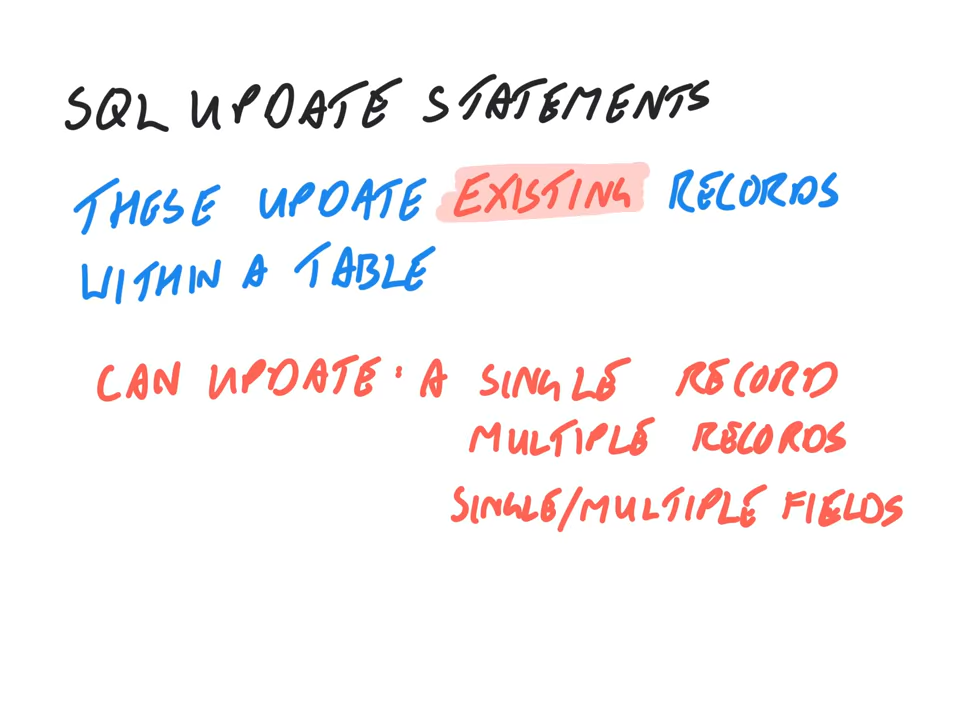 SQL UPDATE STATEMENTS
THESE UPDATE EXISTING RECORDS
WITHIN A TABLE
CAN UPDATE: A SINGLE RECORD
MULTIPLE RECORDS
SINGLE/MULTIPLE FIELDS